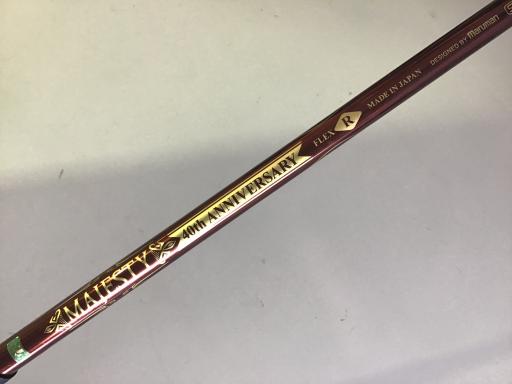 MAJESTY 40th ANNIVERSARY FLEX R MADE IN JAPAN DESIGNED BY maruman